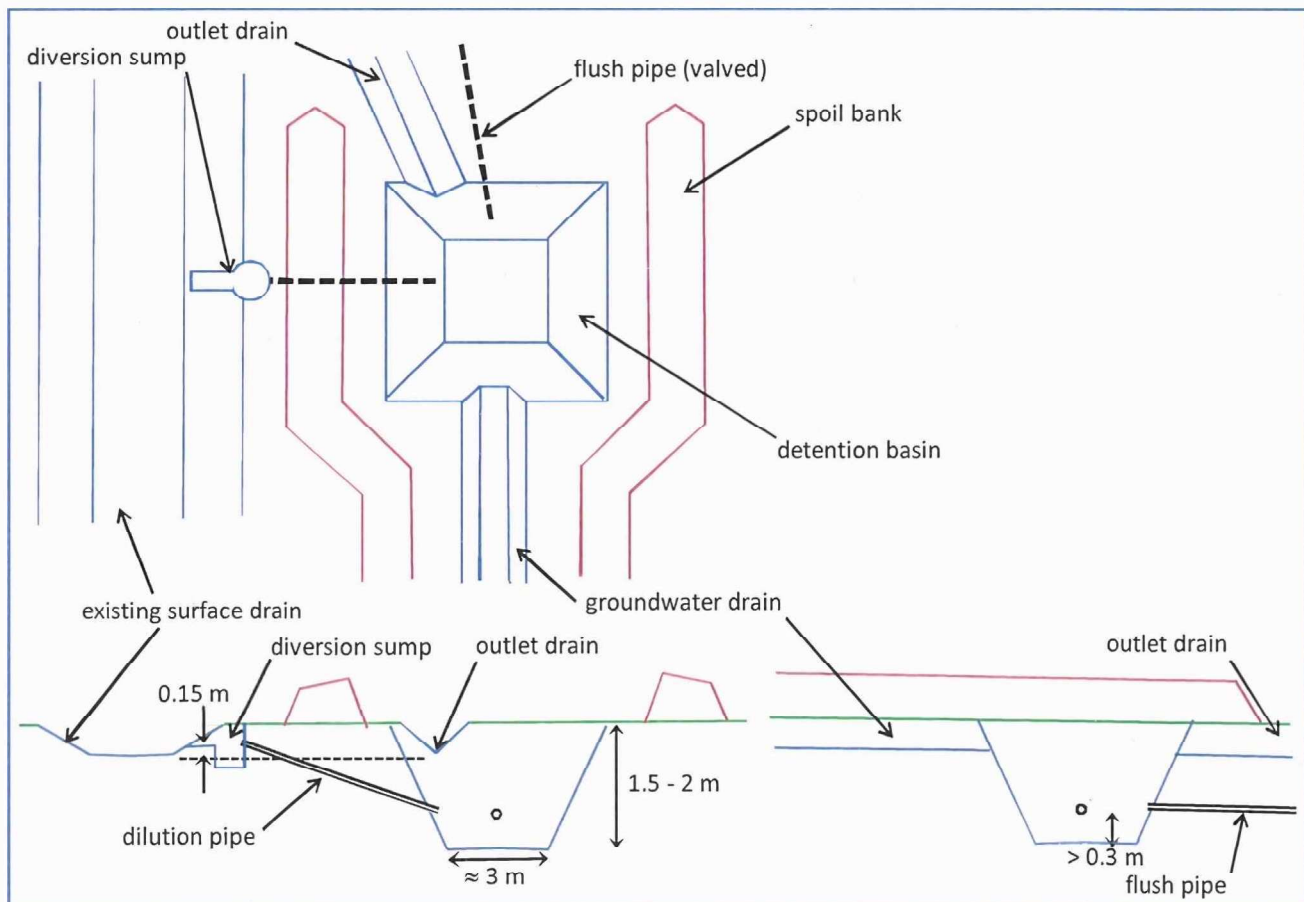 outlet drain
diversion sump
flush pipe (valved)
spoil bank
detention basin
existing surface drain
groundwater drain
diversion sump
outlet drain
outlet drain
0.15 m
1.5 - 2 m
dilution pipe
≈ 3 m
> 0.3 m
flush pipe